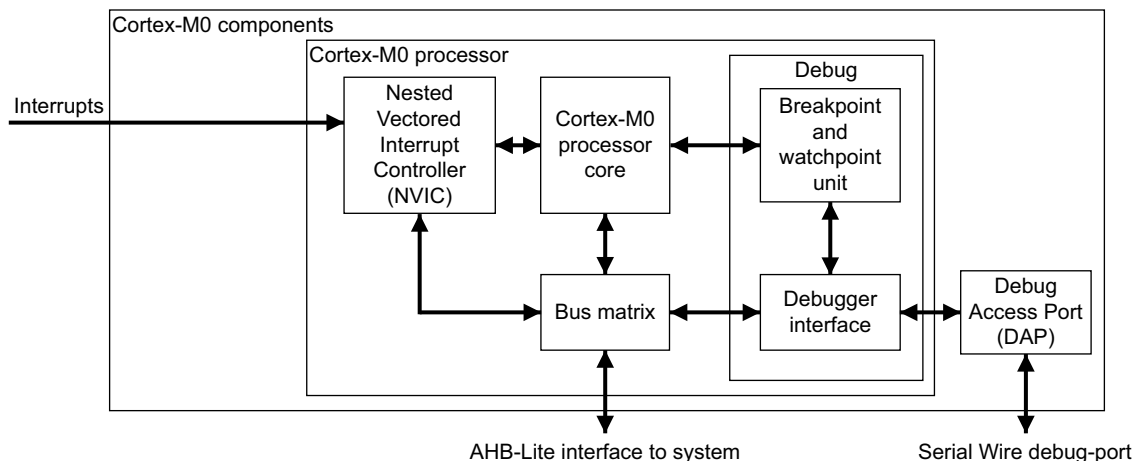 Cortex-M0 components
Cortex-M0 processor
Debug
Interrupts
Nested
Vectored
Interrupt
Controller
(NVIC)
Cortex-M0
processor
core
Breakpoint
and
watchpoint
unit
Bus matrix
Debugger
interface
Debug
Access Port
(DAP)
AHB-Lite interface to system
Serial Wire debug-port